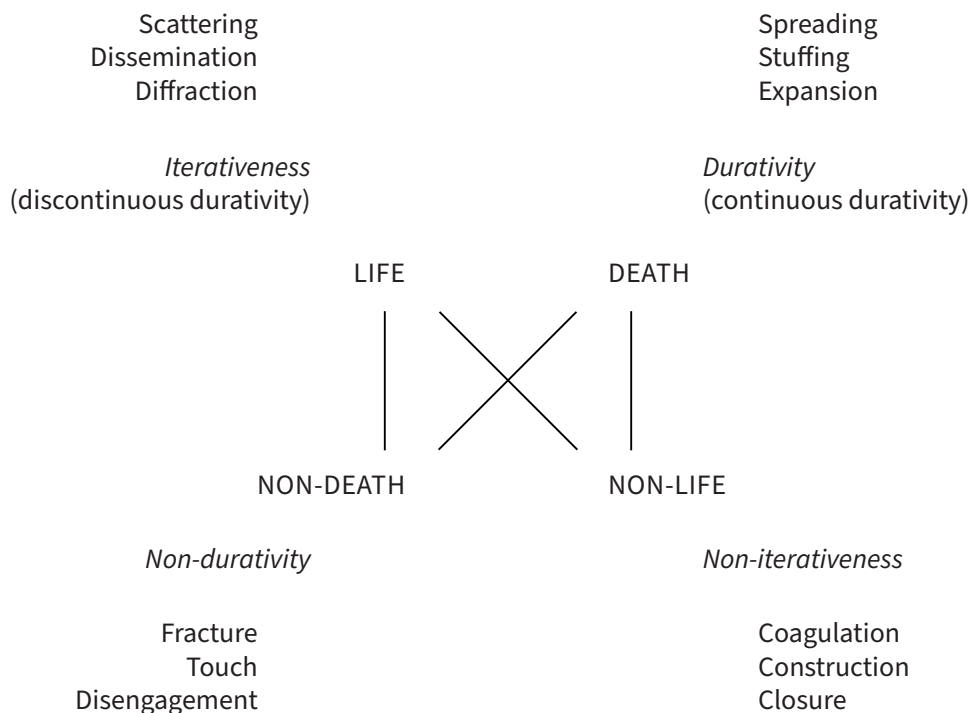 Scattering
Dissemination
Diffraction
Spreading
Stuffing
Expansion
Iterativeness
(discontinuous durativity)
Durativity
(continuous durativity)
LIFE
DEATH
NON-DEATH
NON-LIFE
Non-durativity
Non-iterativeness
Fracture
Touch
Disengagement
Coagulation
Construction
Closure